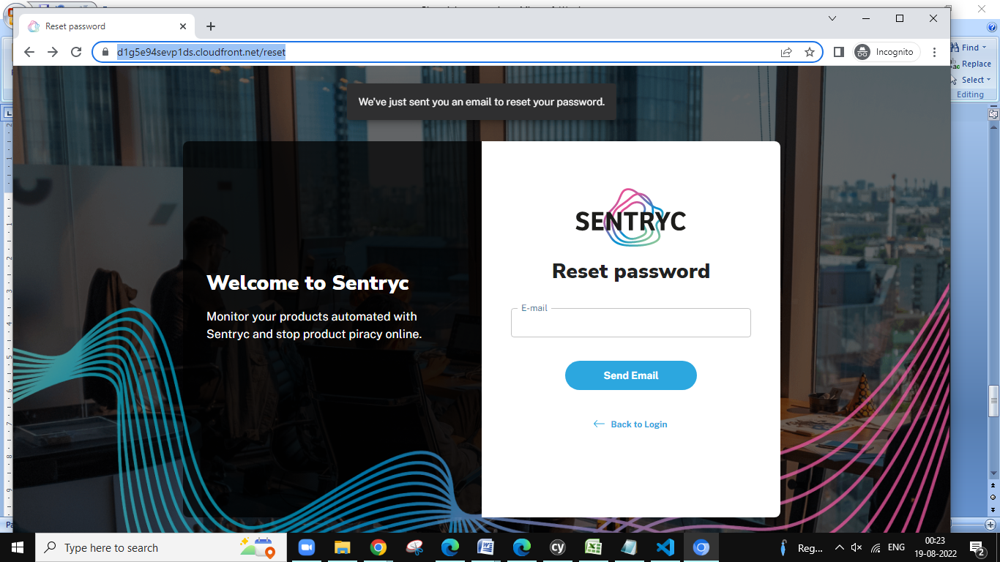 Reset password
d1g5e94sevp1ds.cloudfront.net/reset
Incognito
Find
Replace
Select
Editing
We've just sent you an email to reset your password.
SENTRYC
Reset password
Welcome to Sentryc
Monitor your products automated with
Sentryc and stop product piracy online.
E-mail
Send Email
Back to Login
Type here to search
cy
Reg...
ENG
00:23
19-08-2022
2